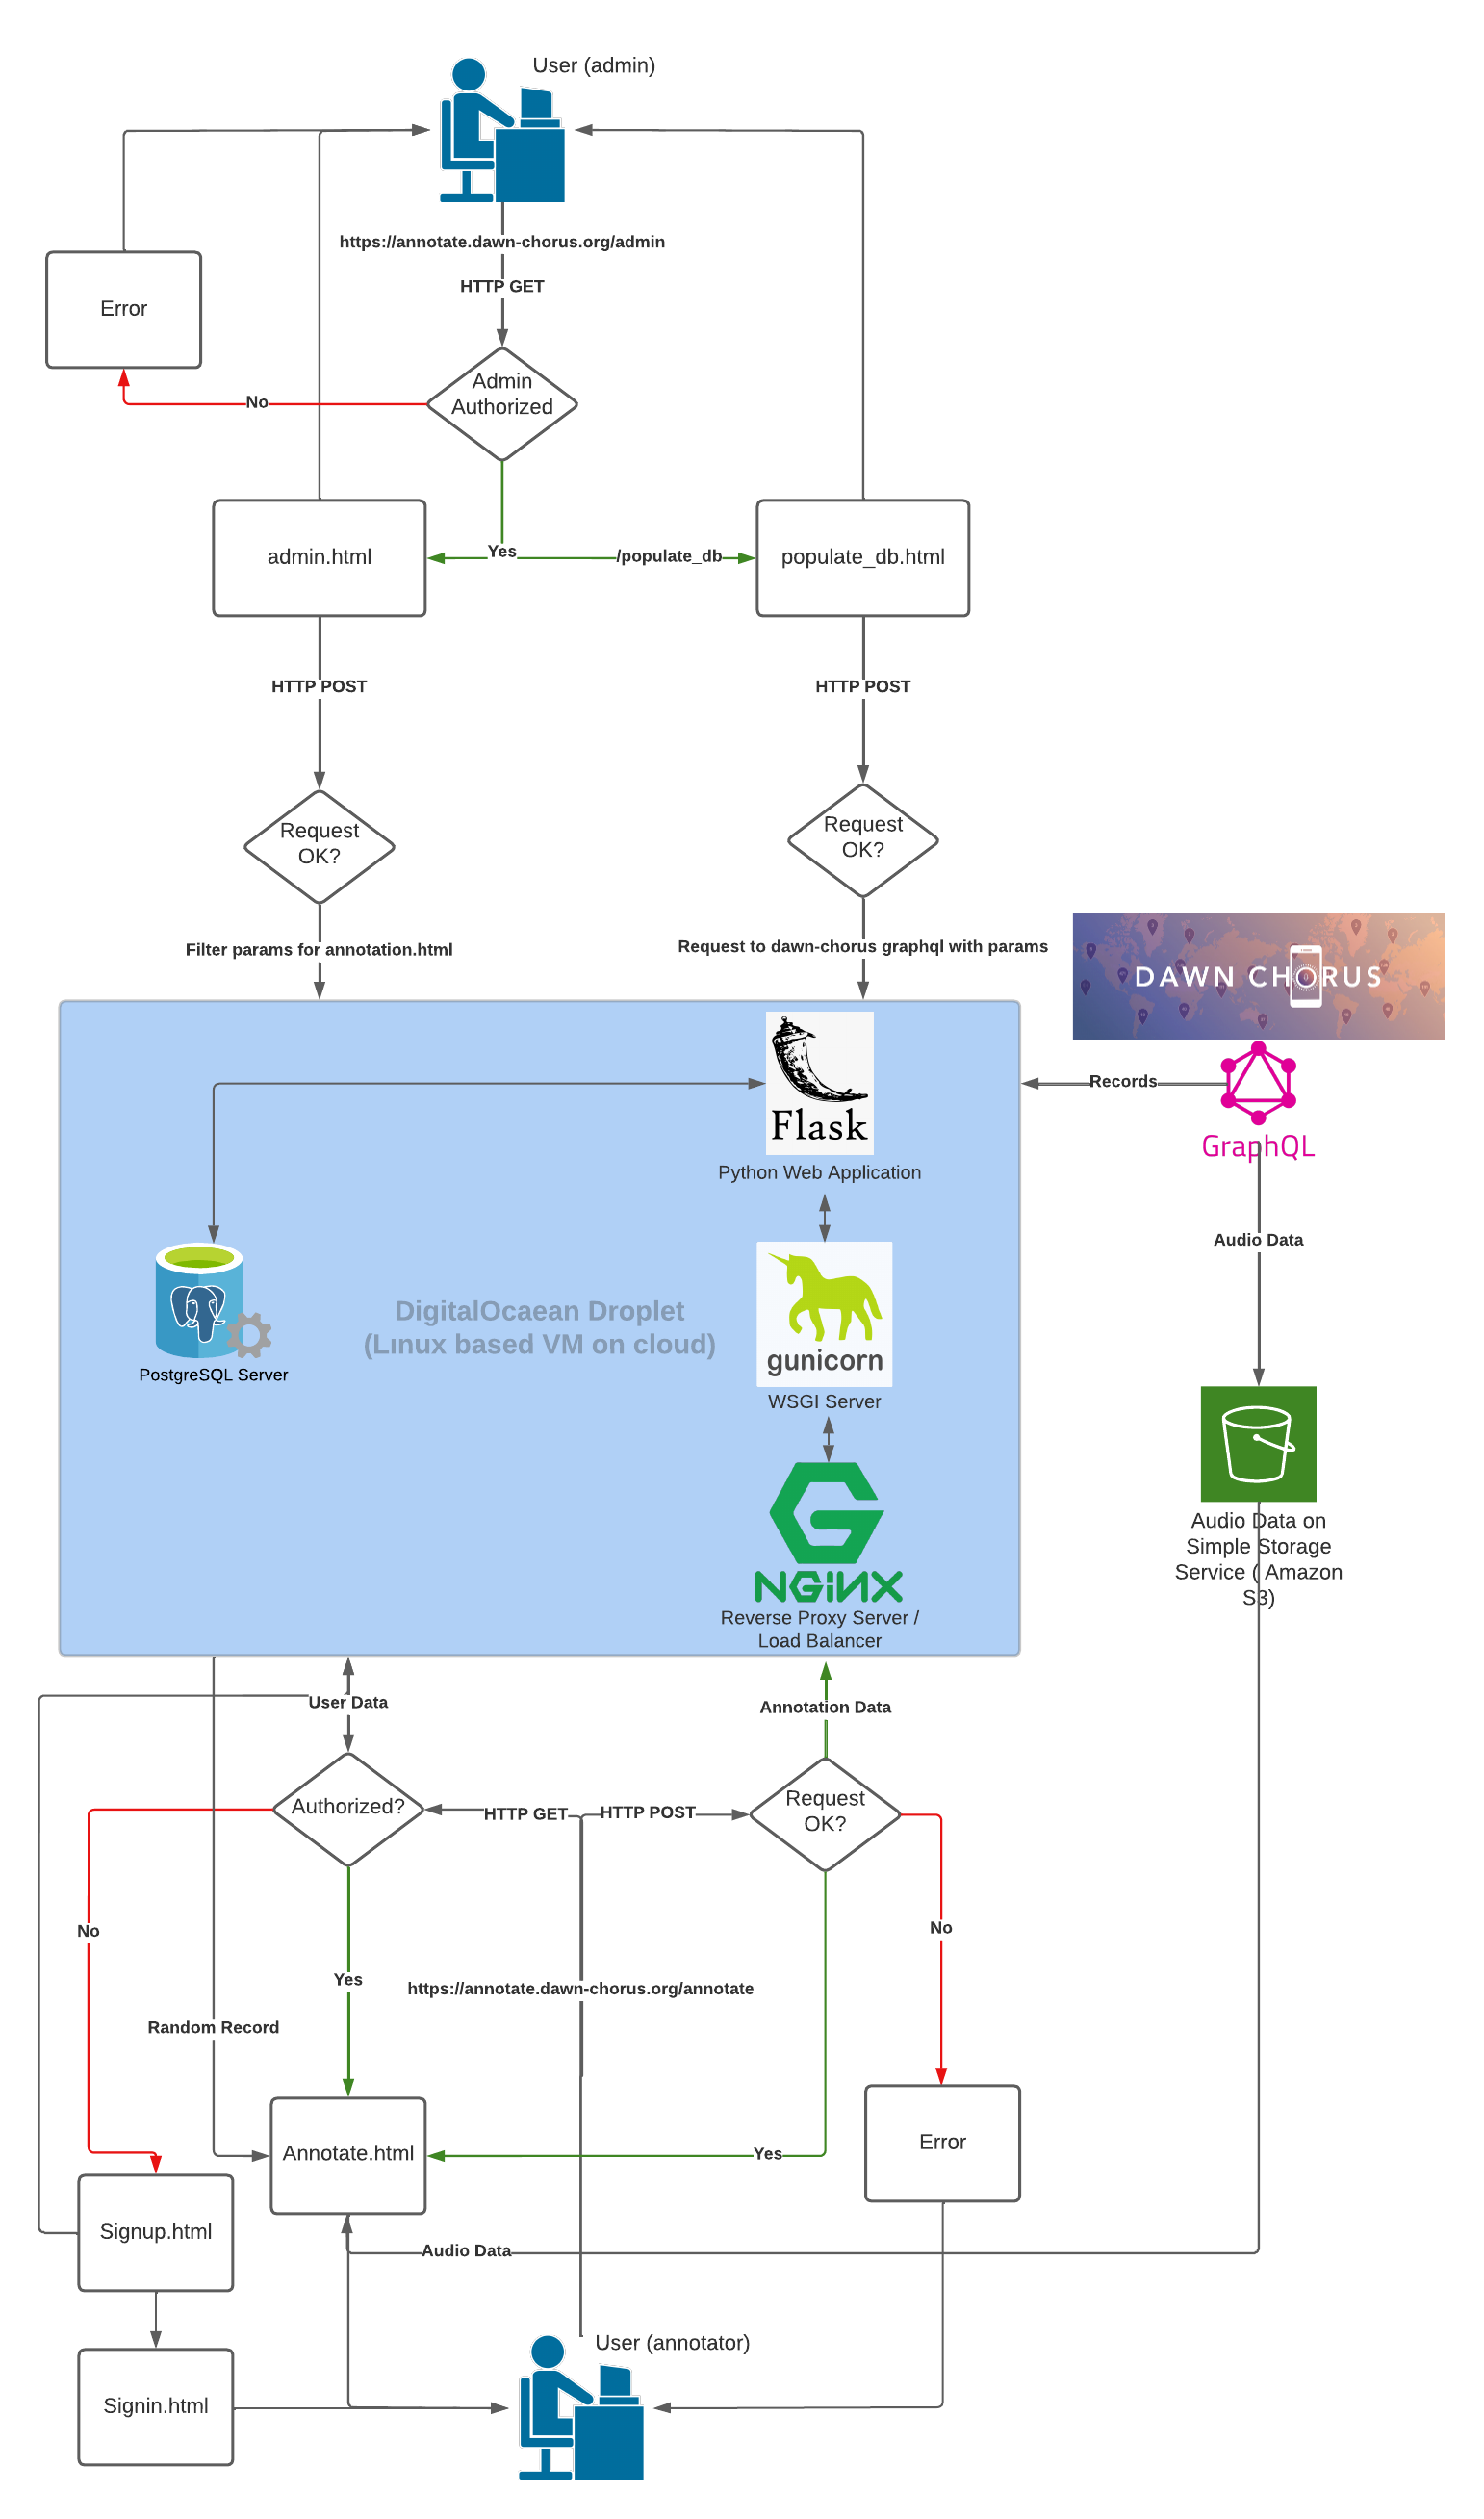 User (admin)
https://annotate.dawn-chorus.org/admin
HTTP GET
Error
Admin
Authorized
No
admin.html
Yes
/populate_db
populate_db.html
HTTP POST
HTTP POST
Request
OK?
Request
OK?
Filter params for annotation.html
Request to dawn-chorus graphql with params
DAWN CHORUS
Flask
Python Web Application
Records
GraphQL
Audio Data
DigitalOcaean Droplet
(Linux based VM on cloud)
PostgreSQL Server
gunicorn
WSGI Server
NGiNX
Reverse Proxy Server /
Load Balancer
Audio Data on
Simple Storage
Service ( Amazon
S3)
User Data
Annotation Data
Authorized?
HTTP GET
HTTP POST
Request
OK?
No
Yes
https://annotate.dawn-chorus.org/annotate
No
Random Record
Annotate.html
Yes
Error
Signup.html
Audio Data
User (annotator)
Signin.html